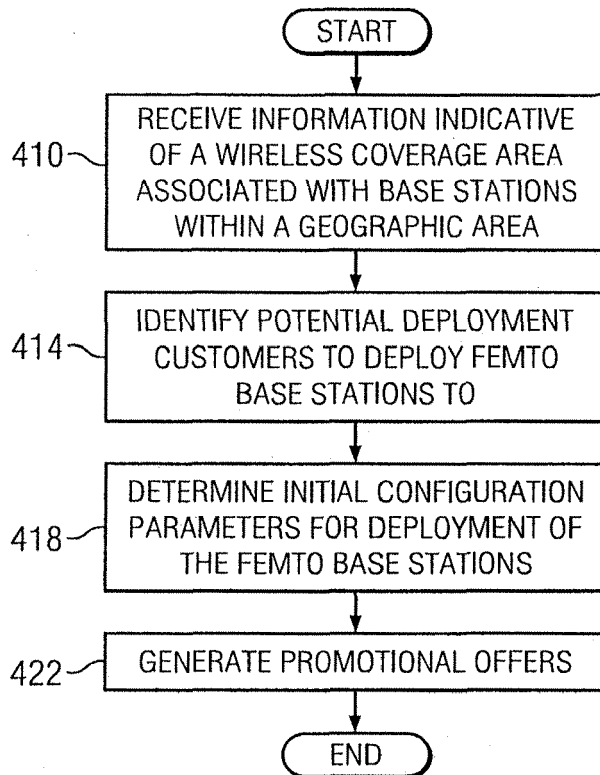 START
410
RECEIVE INFORMATION INDICATIVE
OF A WIRELESS COVERAGE AREA
ASSOCIATED WITH BASE STATIONS
WITHIN A GEOGRAPHIC AREA
414
IDENTIFY POTENTIAL DEPLOYMENT
CUSTOMERS TO DEPLOY FEMTO
BASE STATIONS TO
418
DETERMINE INITIAL CONFIGURATION
PARAMETERS FOR DEPLOYMENT OF
THE FEMTO BASE STATIONS
422
GENERATE PROMOTIONAL OFFERS
END